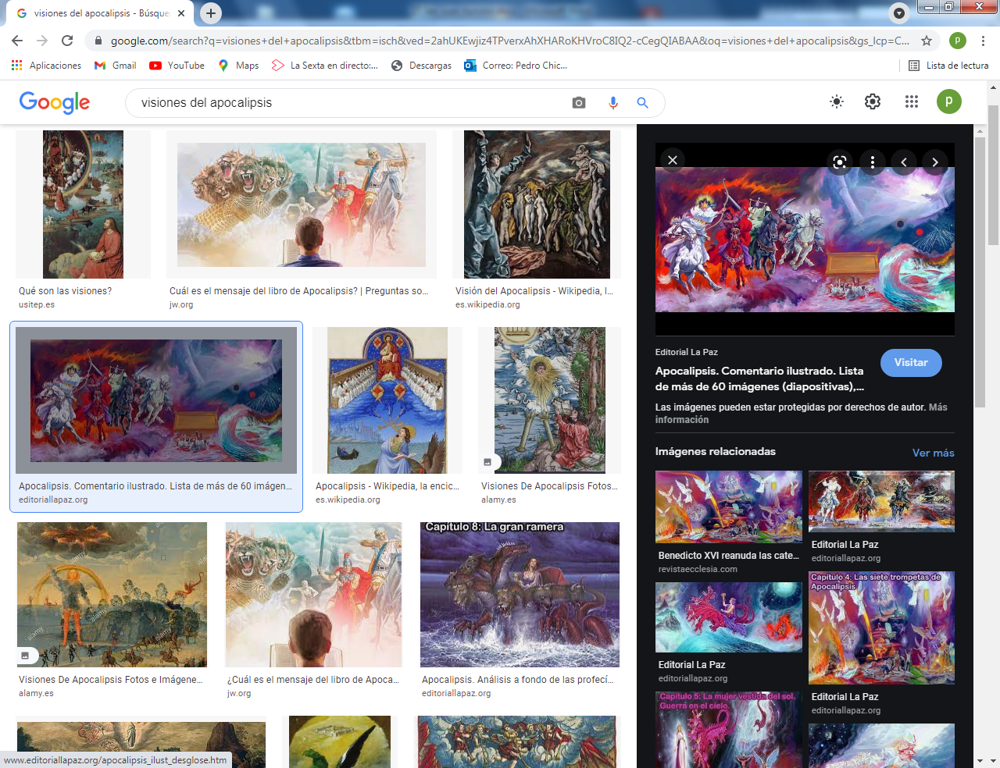 visiones del apocalipsis - Búsque
google.com/search?q=visiones+del+apocalipsis&tbm=isch&ved=2ahUKEwjiz4TPverxAhXHARoKHVroC8IQ2-cCegQIABAA&oq=visiones+del+apocalipsis&gs_lcp=C...
p
Aplicaciones
Gmail
YouTube
Maps
La Sexta en directo:...
Descargas
Correo: Pedro Chic...
Lista de lectura
Google
visiones del apocalipsis
p
Qué son las visiones?
usitep.es
Cuál es el mensaje del libro de Apocalipsis? | Preguntas so...
jw.org
Visión del Apocalipsis - Wikipedia, l...
es.wikipedia.org
Apocalipsis. Comentario ilustrado. Lista de más de 60 imágen...
editoriallapaz.org
Apocalipsis - Wikipedia, la encic...
es.wikipedia.org
Visiones De Apocalipsis Fotos...
alamy.es
alamy
alamy
alamy
Visiones De Apocalipsis Fotos e Imágene...
alamy.es
¿Cuál es el mensaje del libro de Apoca...
jw.org
Capítulo 8: La gran ramera
Apocalipsis. Análisis a fondo de las profecí...
editoriallapaz.org
www.editoriallapaz.org/apocalipsis_ilust_desglose.htm
Editorial La Paz
Apocalipsis. Comentario ilustrado. Lista
de más de 60 imágenes (diapositivas),...
Visitar
Las imágenes pueden estar protegidas por derechos de autor. Más
información
Imágenes relacionadas
Ver más
Benedicto XVI reanuda las cate...
revistaecclesia.com
Editorial La Paz
editoriallapaz.org
Editorial La Paz
editoriallapaz.org
Capítulo 4: Las siete trompetas de
Apocalipsis
Editorial La Paz
editoriallapaz.org
Capítulo 5: La mujer vestida del sol.
Guerra en el cielo.